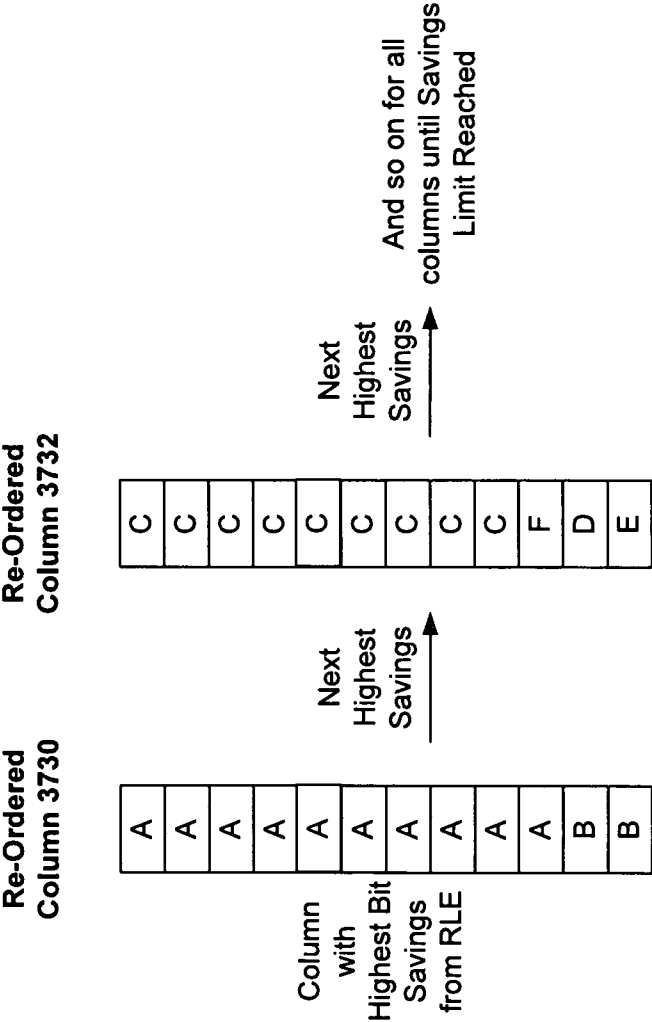 Re-Ordered
Column 3730
Column
with
Highest Bit
Savings
from RLE
A
A
A
A
A
A
A
A
A
A
B
B
Next
Highest
Savings
Re-Ordered
Column 3732
C
C
C
C
C
C
C
C
C
F
D
E
Next
Highest
Savings
And so on for all
columns until Savings
Limit Reached